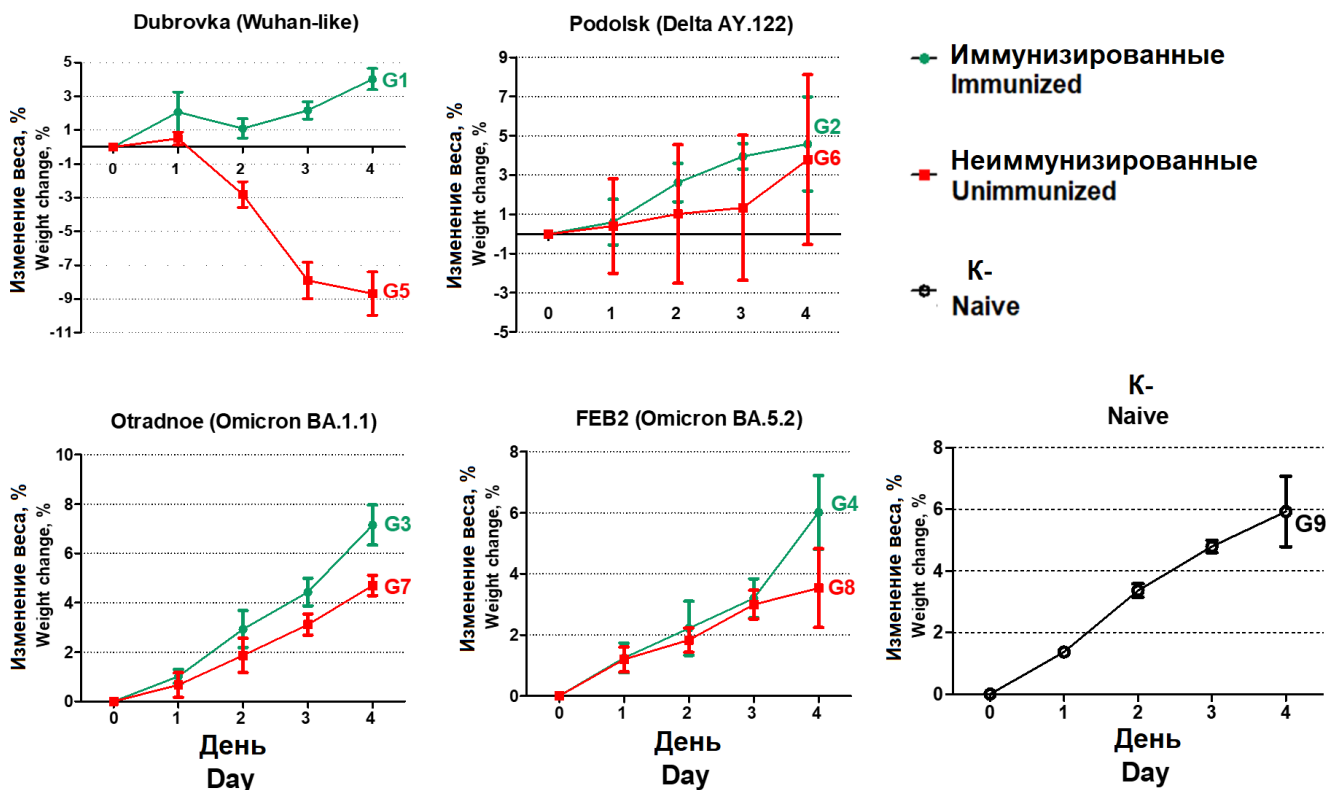 Dubrovka (Wuhan-like)
Изменение веса, %
Weight change, %
5
3
1
-1
-3
-5
-7
-9
-11
0
1
2
3
4
G1
G5
Podolsk (Delta AY.122)
Изменение веса, %
Weight change, %
9
7
5
3
1
-1
-3
-5
0
1
2
3
4
G2
G6
Иммунизированные
Immunized
Неиммунизированные
Unimmunized
К-
Naive
Otradnoe (Omicron BA.1.1)
Изменение веса, %
Weight change, %
10
8
6
4
2
0
0
1
2
3
4
G3
G7
День
Day
FEB2 (Omicron BA.5.2)
Изменение веса, %
Weight change, %
8
6
4
2
0
0
1
2
3
4
G4
G8
День
Day
К-
Naive
Изменение веса, %
Weight change, %
8
6
4
2
0
0
1
2
3
4
G9
День
Day